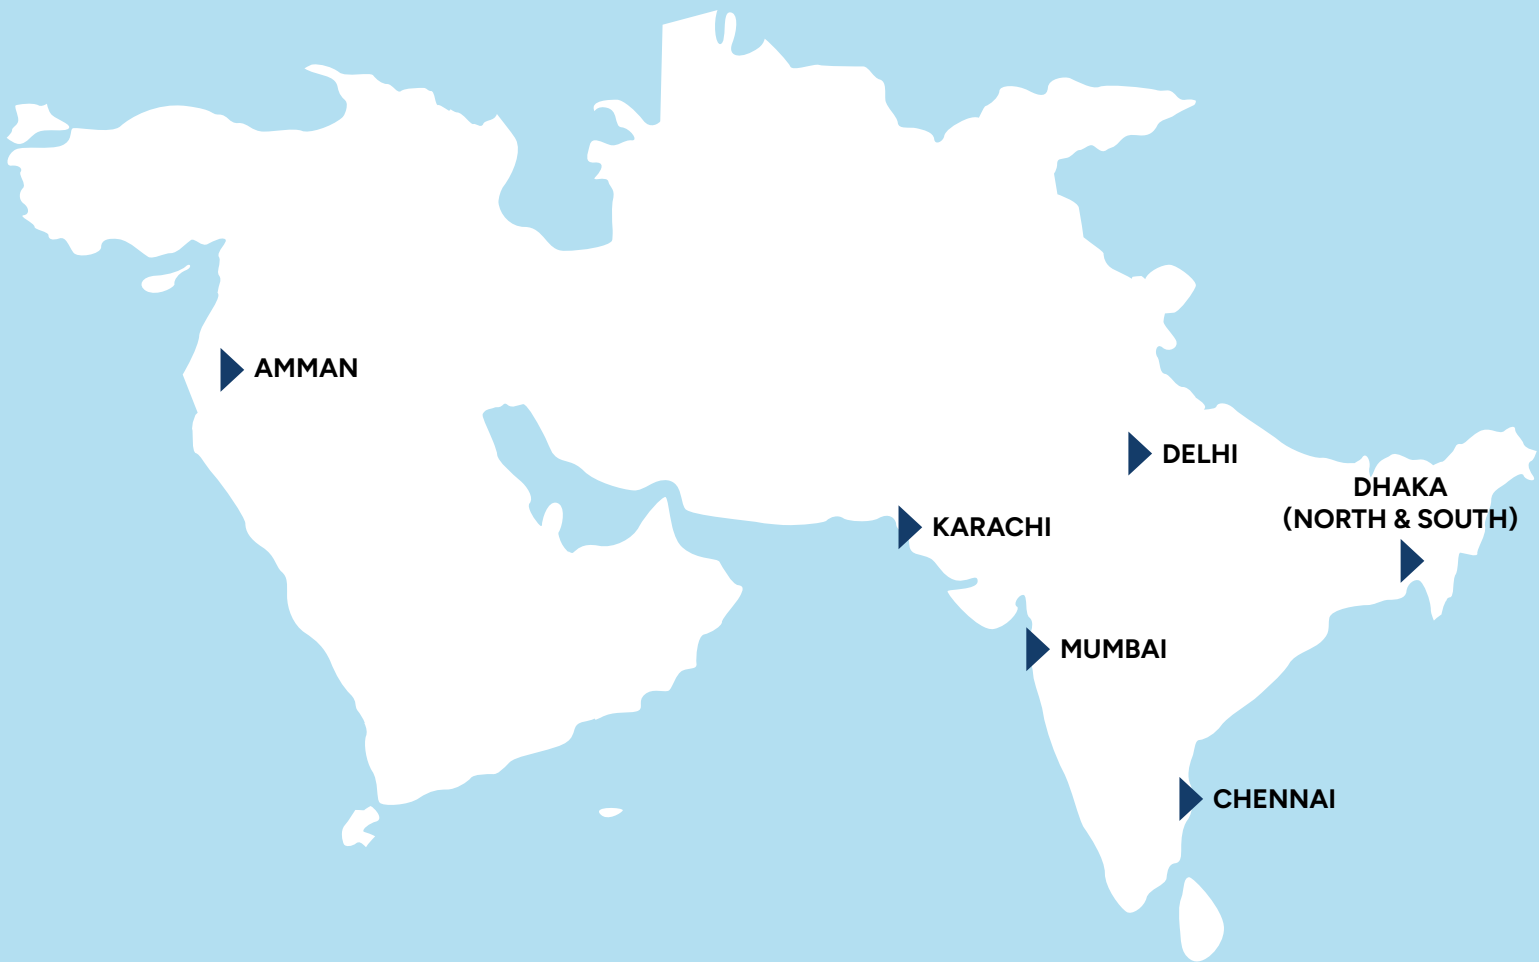 AMMAN
DELHI
DHAKA
(NORTH & SOUTH)
KARACHI
MUMBAI
CHENNAI